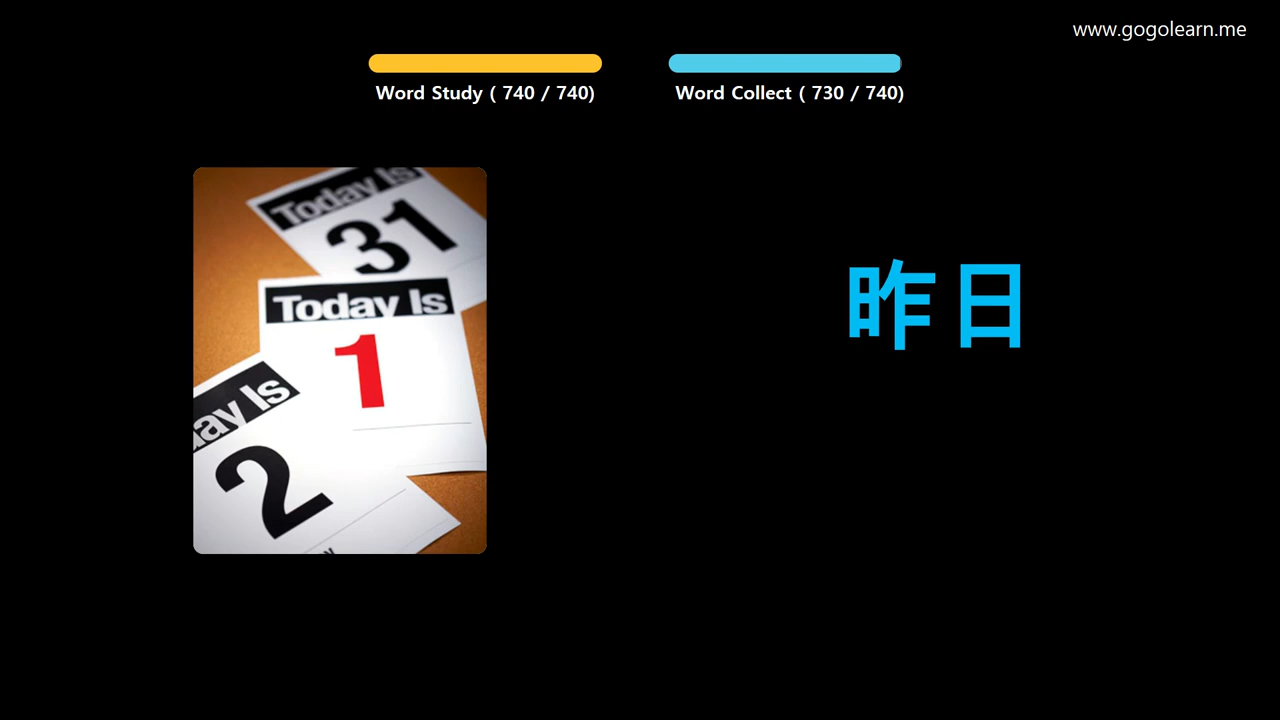 www.gogolearn.me
Word Study ( 740 / 740)
Word Collect ( 730 / 740)
Today Is
31
Today Is
1
day Is
2
昨日